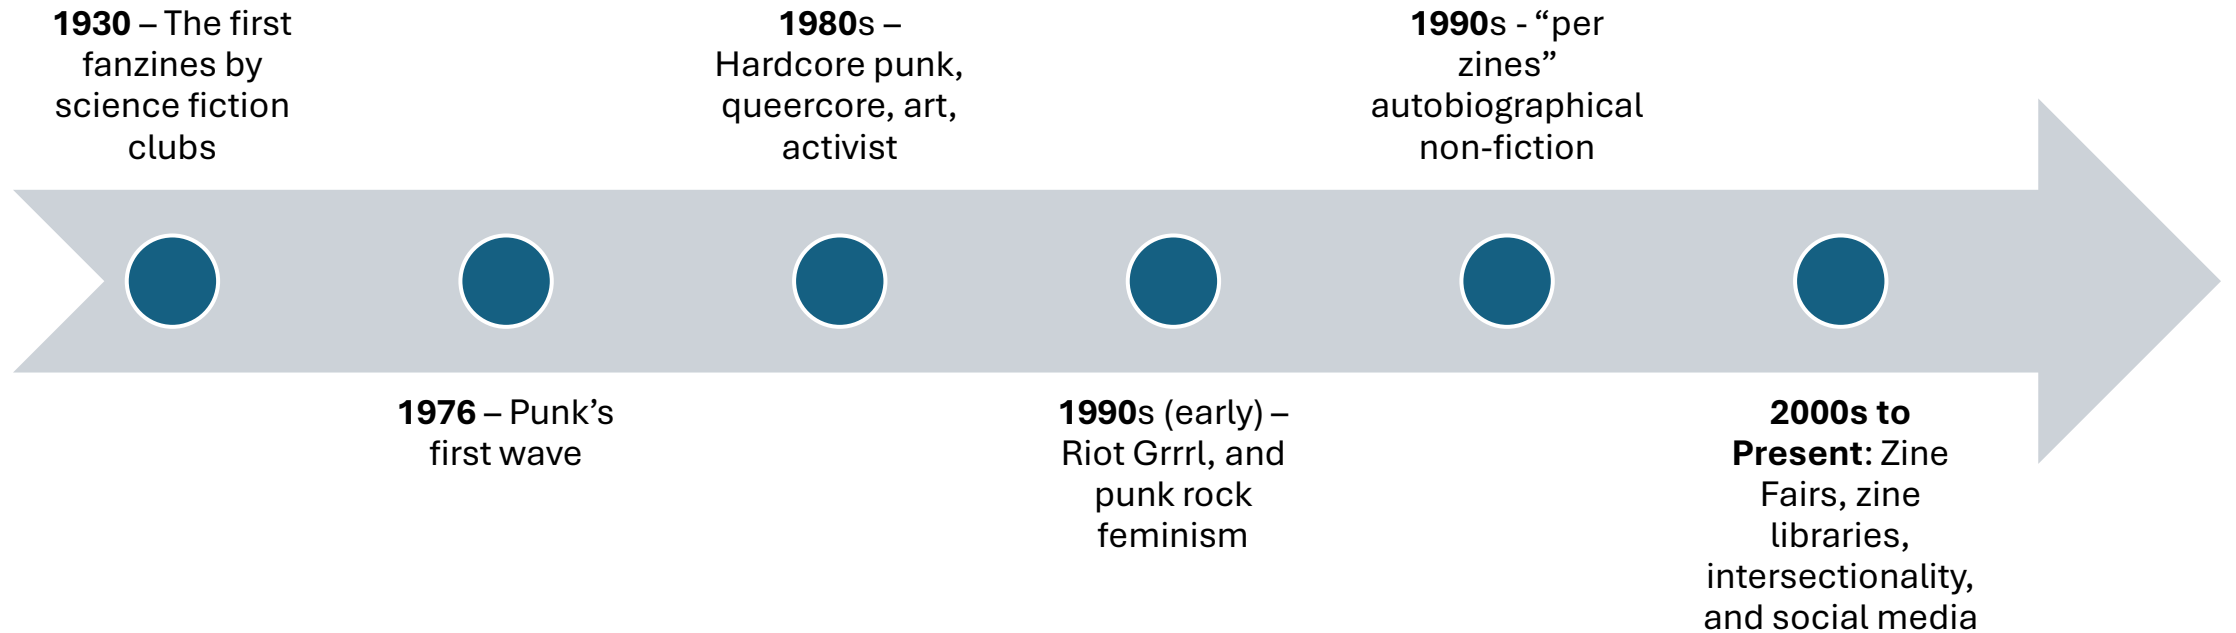 1930 – The first
fanzines by
science fiction
clubs
1976 – Punk’s
first wave
1980s –
Hardcore punk,
queercore, art,
activist
1990s (early) –
Riot Grrrl, and
punk rock
feminism
1990s - “per
zines”
autobiographical
non-fiction
2000s to
Present: Zine
Fairs, zine
libraries,
intersectionality,
and social media